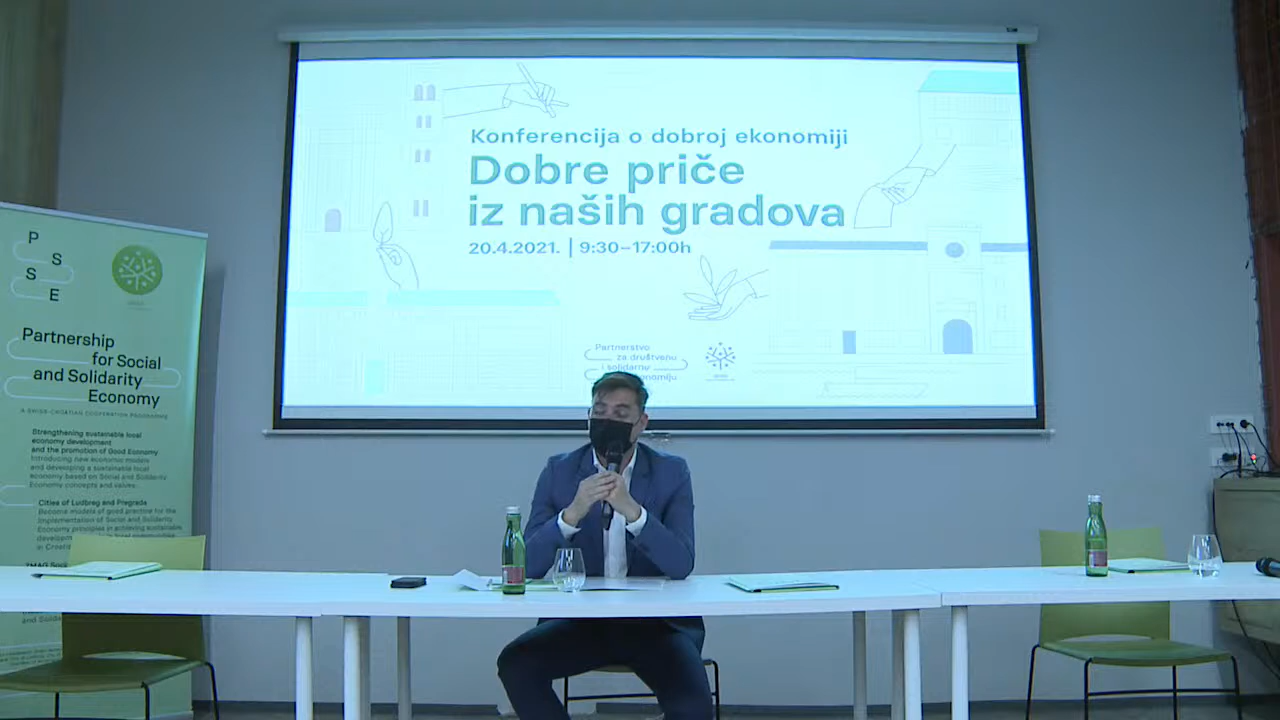 Konferencija o dobroj ekonomiji
Dobre priče
iz naših gradova
20.4.2021. | 9:30–17:00h
Partnerstvo
za društvenu
i solidarnu
P
S
S
E
Partnership
for Social
and Solidarity
Economy
A SWISS-CROATIAN COOPERATION PROGRAMME
Strengthening sustainable local
economy development
and the promotion of Good Economy
Introducing new economic models
and developing a sustainable local
economy based on Social and Solidarity
Economy concepts and values.
Cities of Ludbreg and Pregrada
Become models of good practice for the
implementation of Social and Solidarity
Economy principles in achieving sustainable